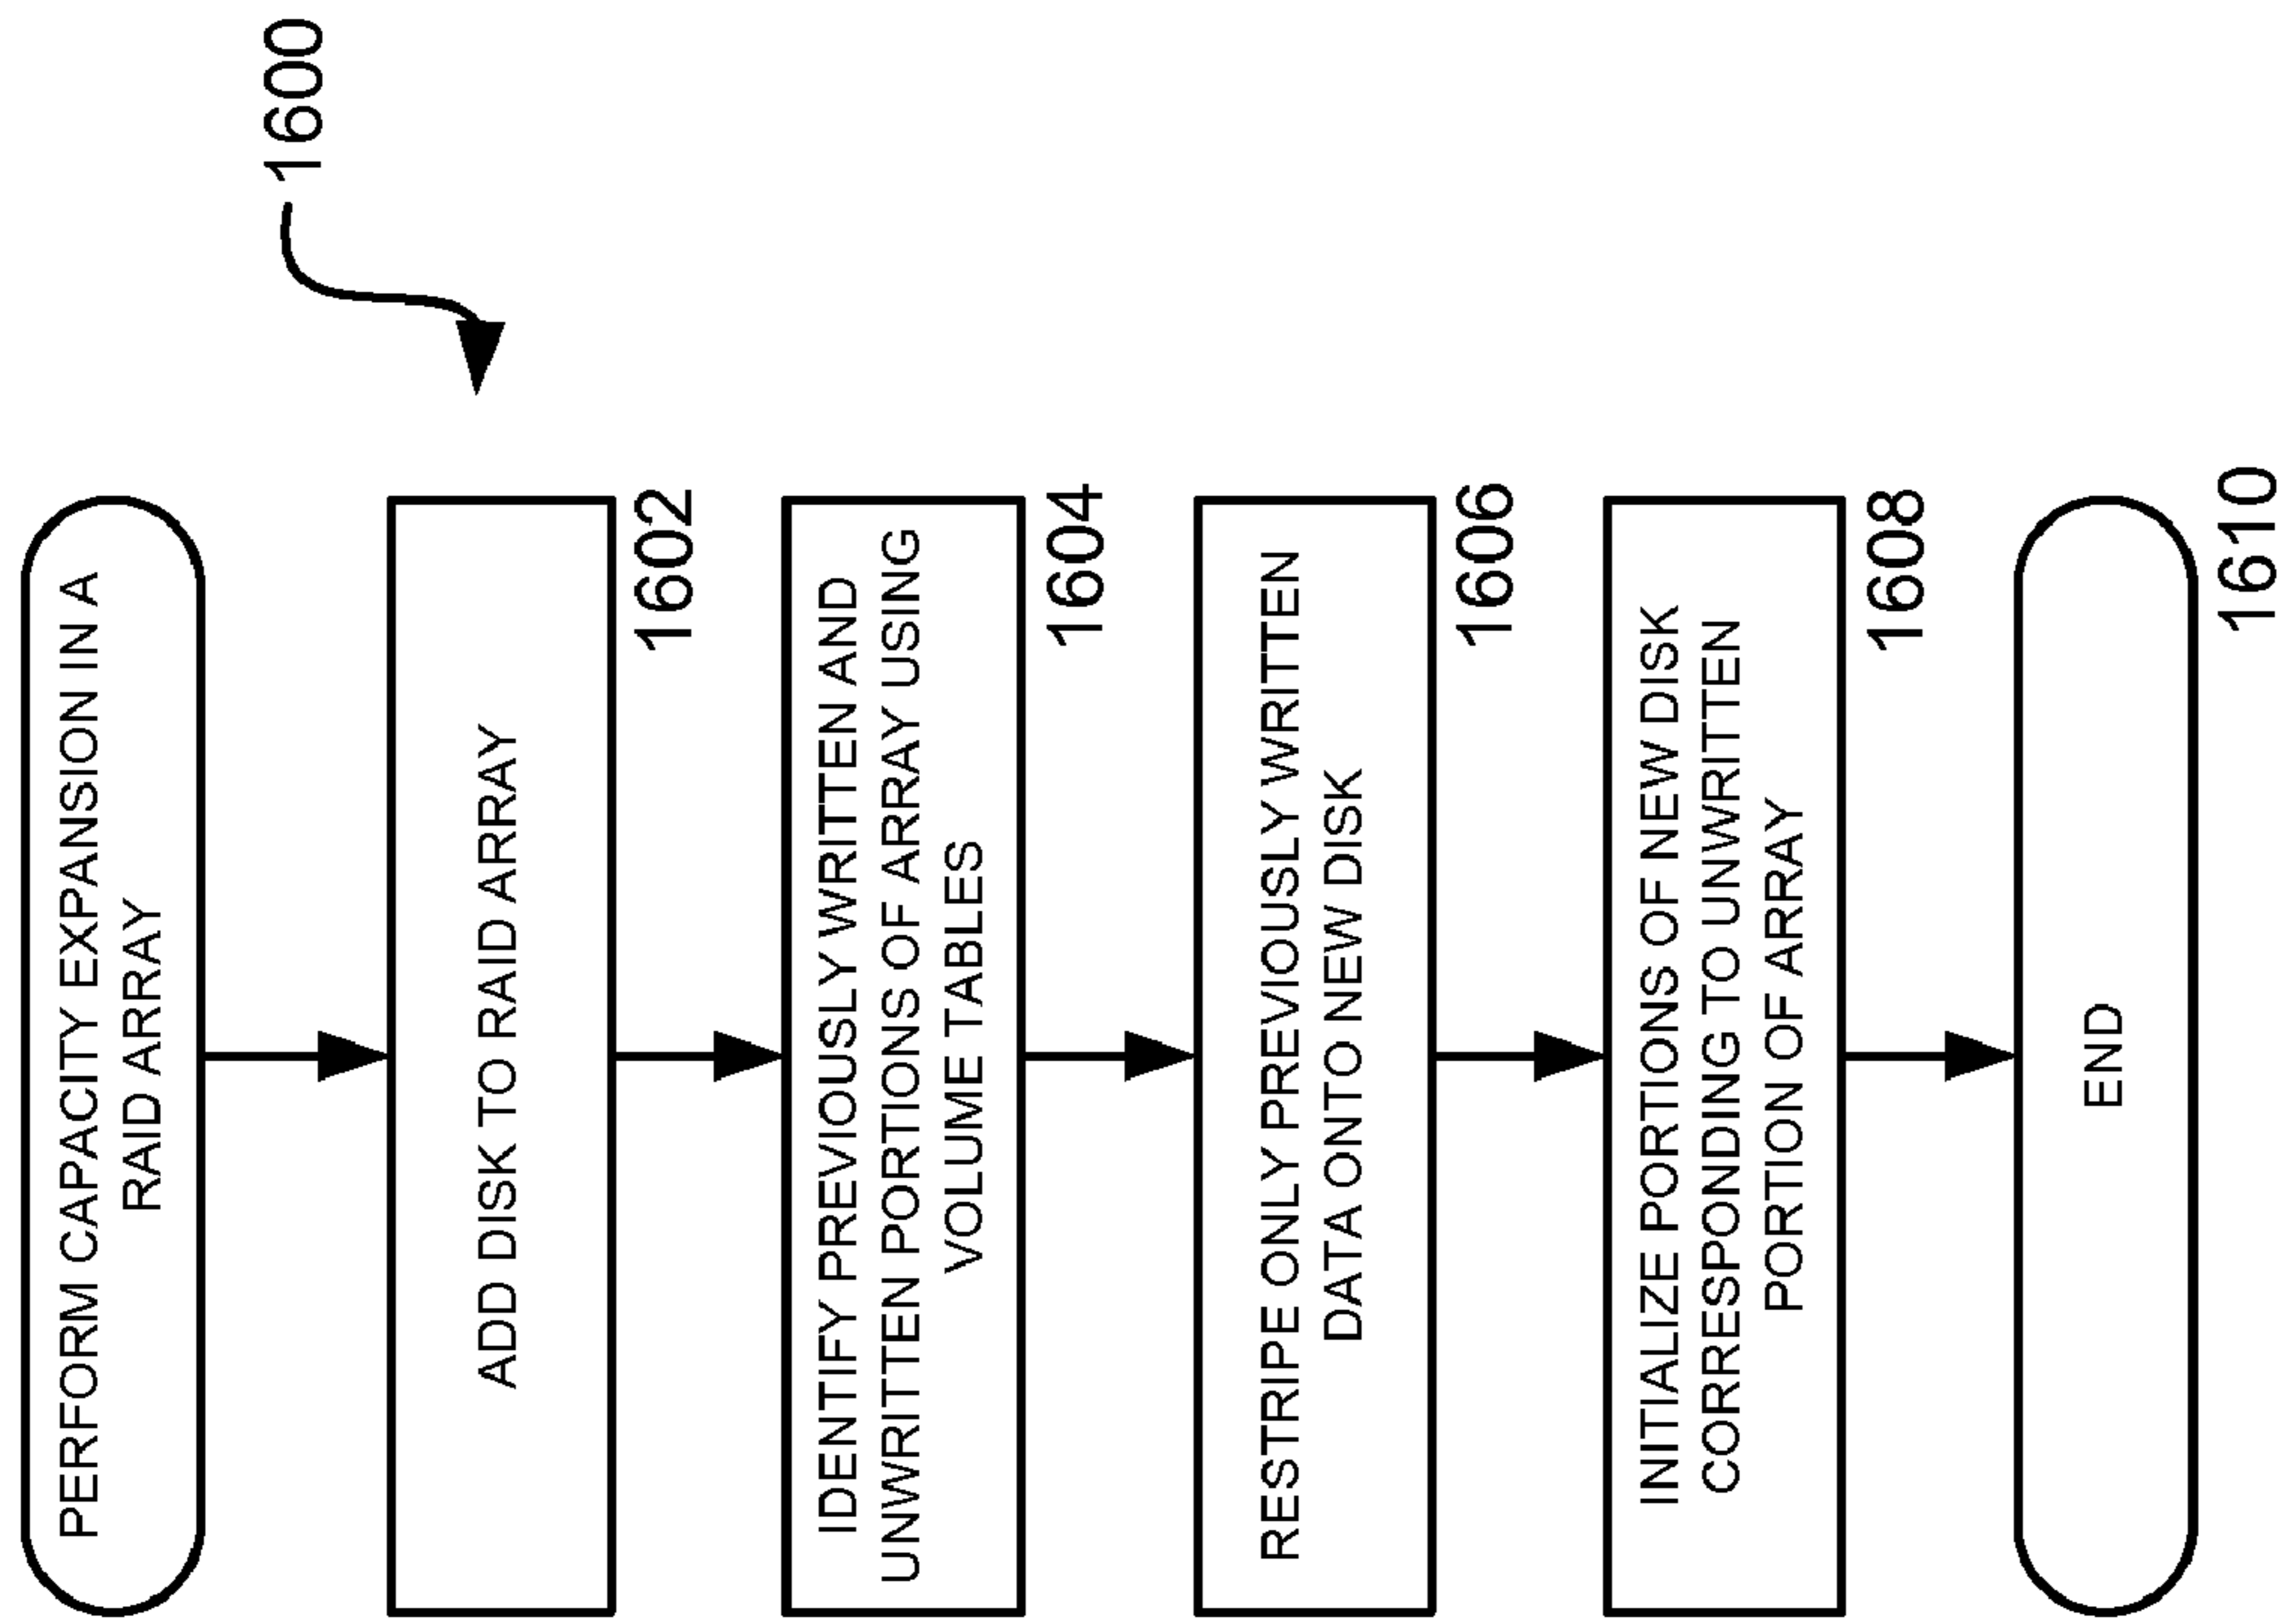 1600
PERFORM CAPACITY EXPANSION IN A
RAID ARRAY
ADD DISK TO RAID ARRAY
1602
IDENTIFY PREVIOUSLY WRITTEN AND
UNWRITTEN PORTIONS OF ARRAY USING
VOLUME TABLES
1604
RESTRIPE ONLY PREVIOUSLY WRITTEN
DATA ONTO NEW DISK
1606
INITIALIZE PORTIONS OF NEW DISK
CORRESPONDING TO UNWRITTEN
PORTION OF ARRAY
1608
END
1610